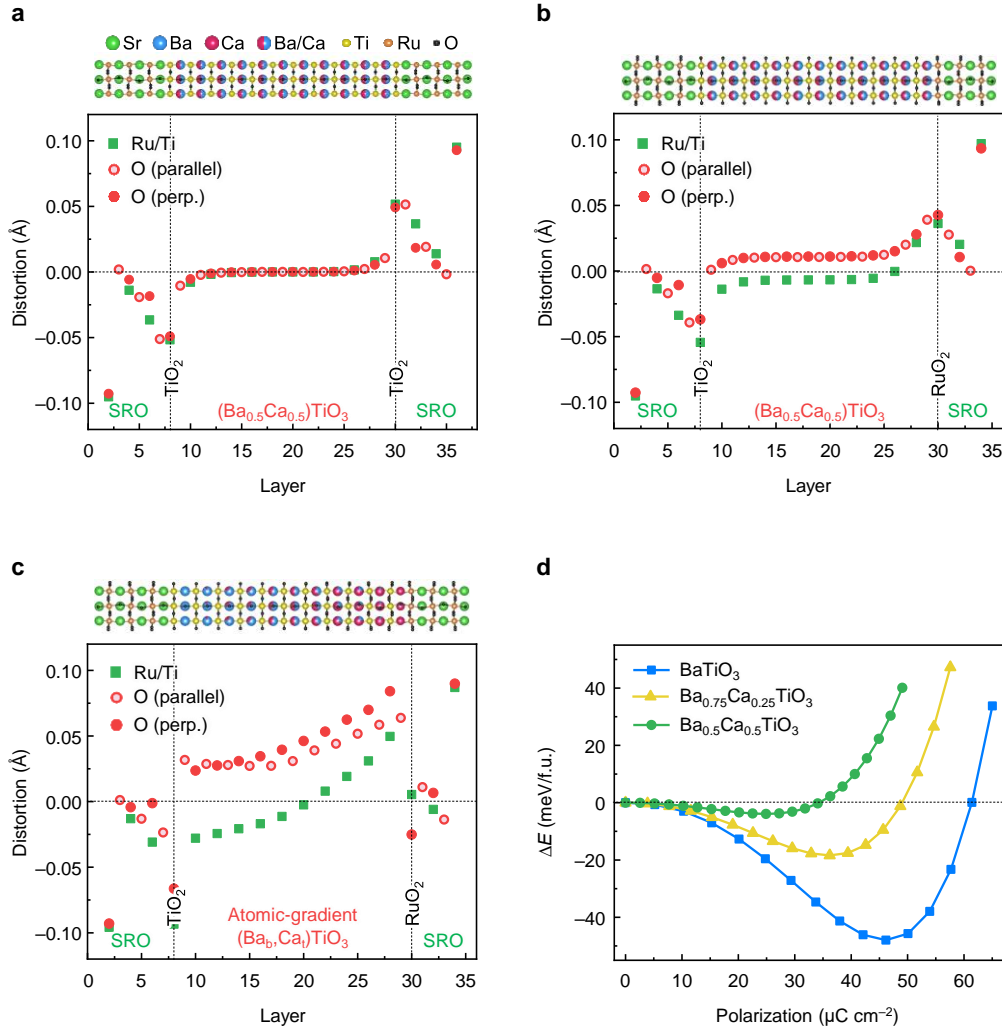 a
Sr Ba Ca Ba/Ca Ti Ru O
0.10
0.05
0.00
–0.05
–0.10
Distortion (Å)
Ru/Ti
O (parallel)
O (perp.)
TiO2
TiO2
SRO (Ba0.5Ca0.5)TiO3 SRO
0 5 10 15 20 25 30 35
Layer
b
0.10
0.05
0.00
–0.05
–0.10
Distortion (Å)
Ru/Ti
O (parallel)
O (perp.)
TiO2
RuO2
SRO (Ba0.5Ca0.5)TiO3 SRO
0 5 10 15 20 25 30 35
Layer
c
0.10
0.05
0.00
–0.05
–0.10
Distortion (Å)
Ru/Ti
O (parallel)
O (perp.)
TiO2
RuO2
Atomic-gradient
SRO (Bab,Cat)TiO3 SRO
0 5 10 15 20 25 30 35
Layer
d
40
20
0
–20
–40
ΔE (meV/f.u.)
BaTiO3
Ba0.75Ca0.25TiO3
Ba0.5Ca0.5TiO3
0 10 20 30 40 50 60
Polarization (μC cm–2)